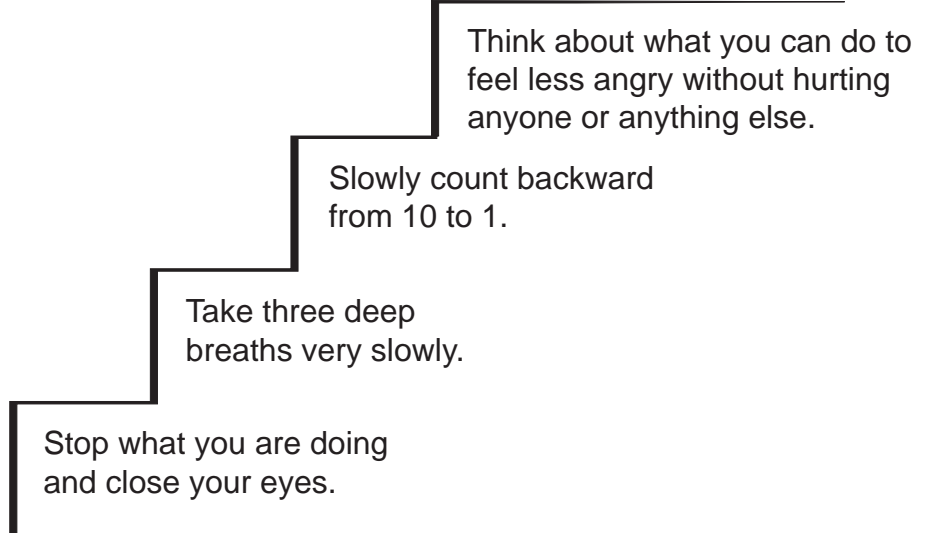 Think about what you can do to
feel less angry without hurting
anyone or anything else.
Slowly count backward
from 10 to 1.
Take three deep
breaths very slowly.
Stop what you are doing
and close your eyes.